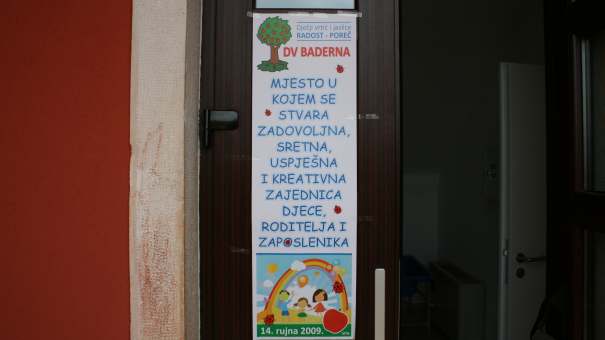 Dječji vrtić i jaslice
RADOST - POREČ
DV BADERNA
MJESTO U
KOJEM SE
STVARA
ZADOVOLJNA,
SRETNA,
USPJEŠNA
I KREATIVNA
ZAJEDNICA
DJECE,
RODITELJA I
ZAPOSLENIKA
14. rujna 2009.